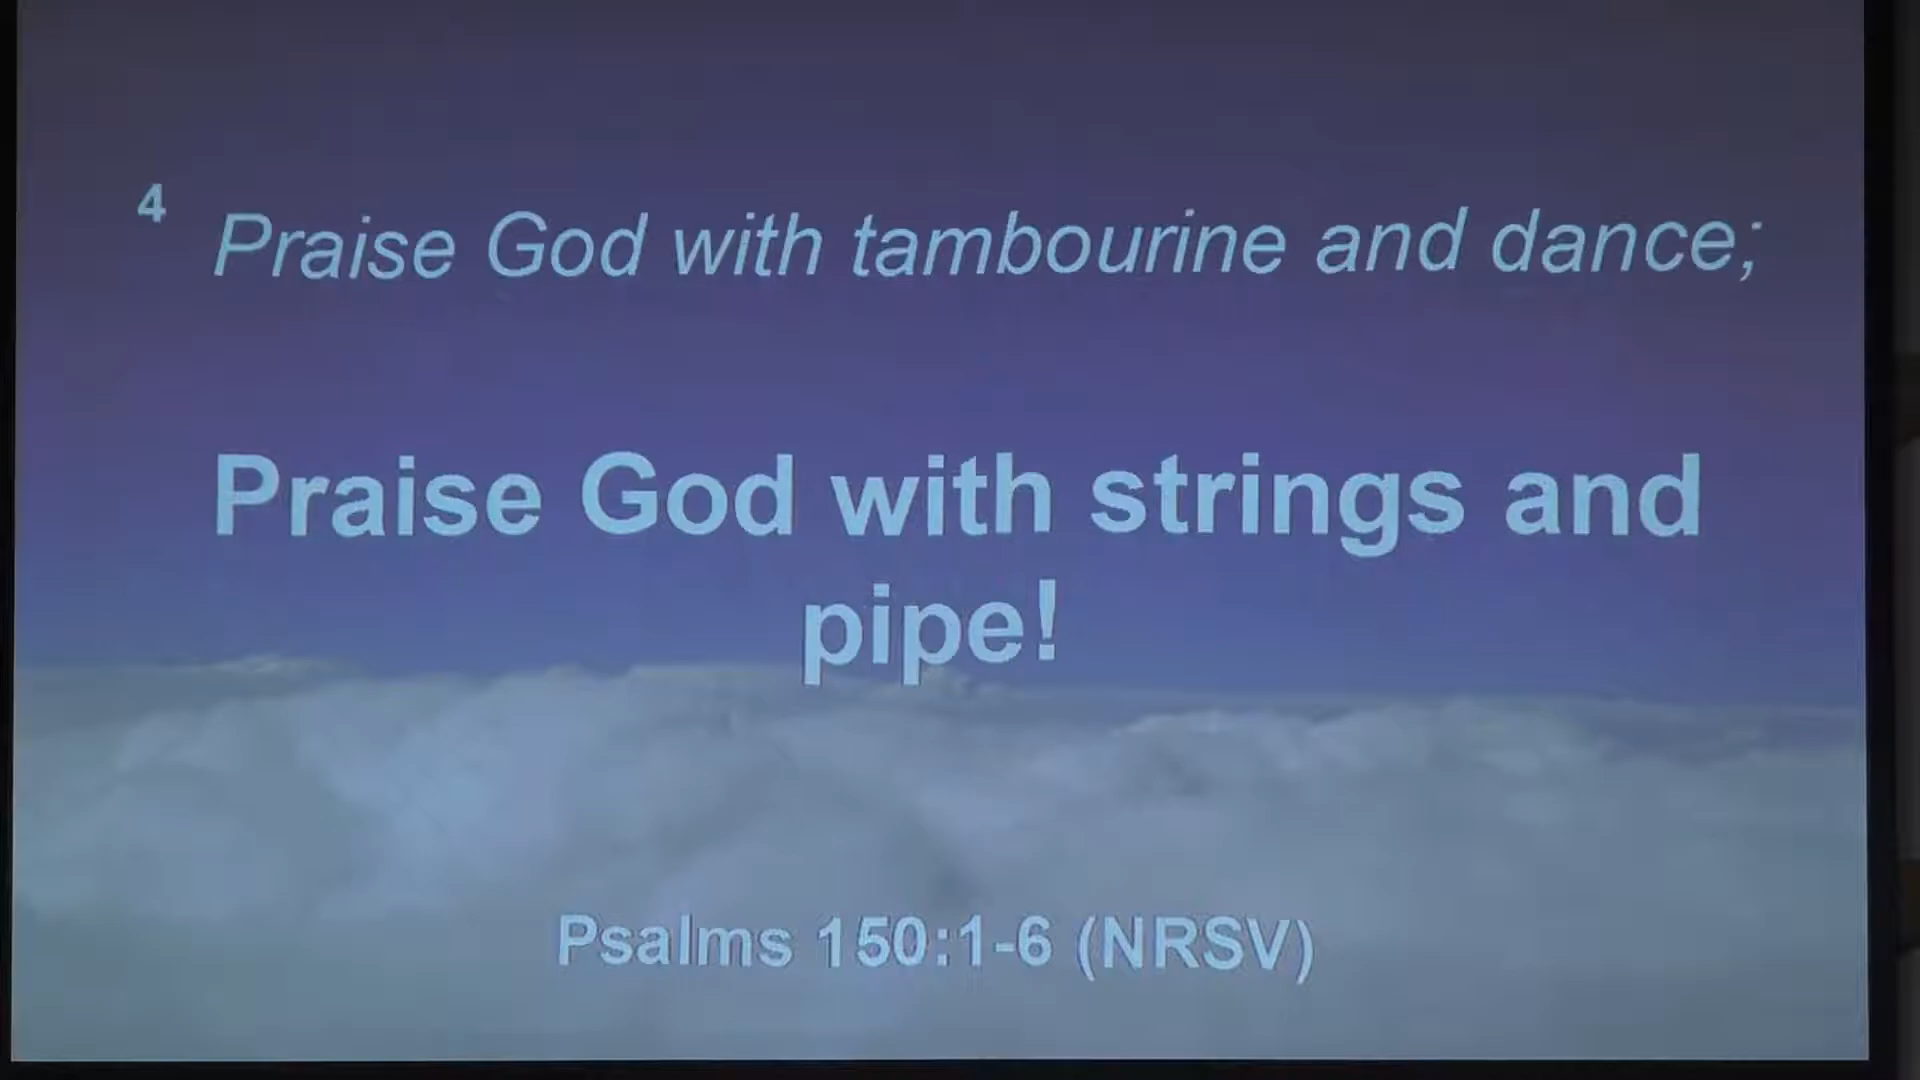 4 Praise God with tambourine and dance;
Praise God with strings and
pipe!
Psalms 150:1-6 (NRSV)